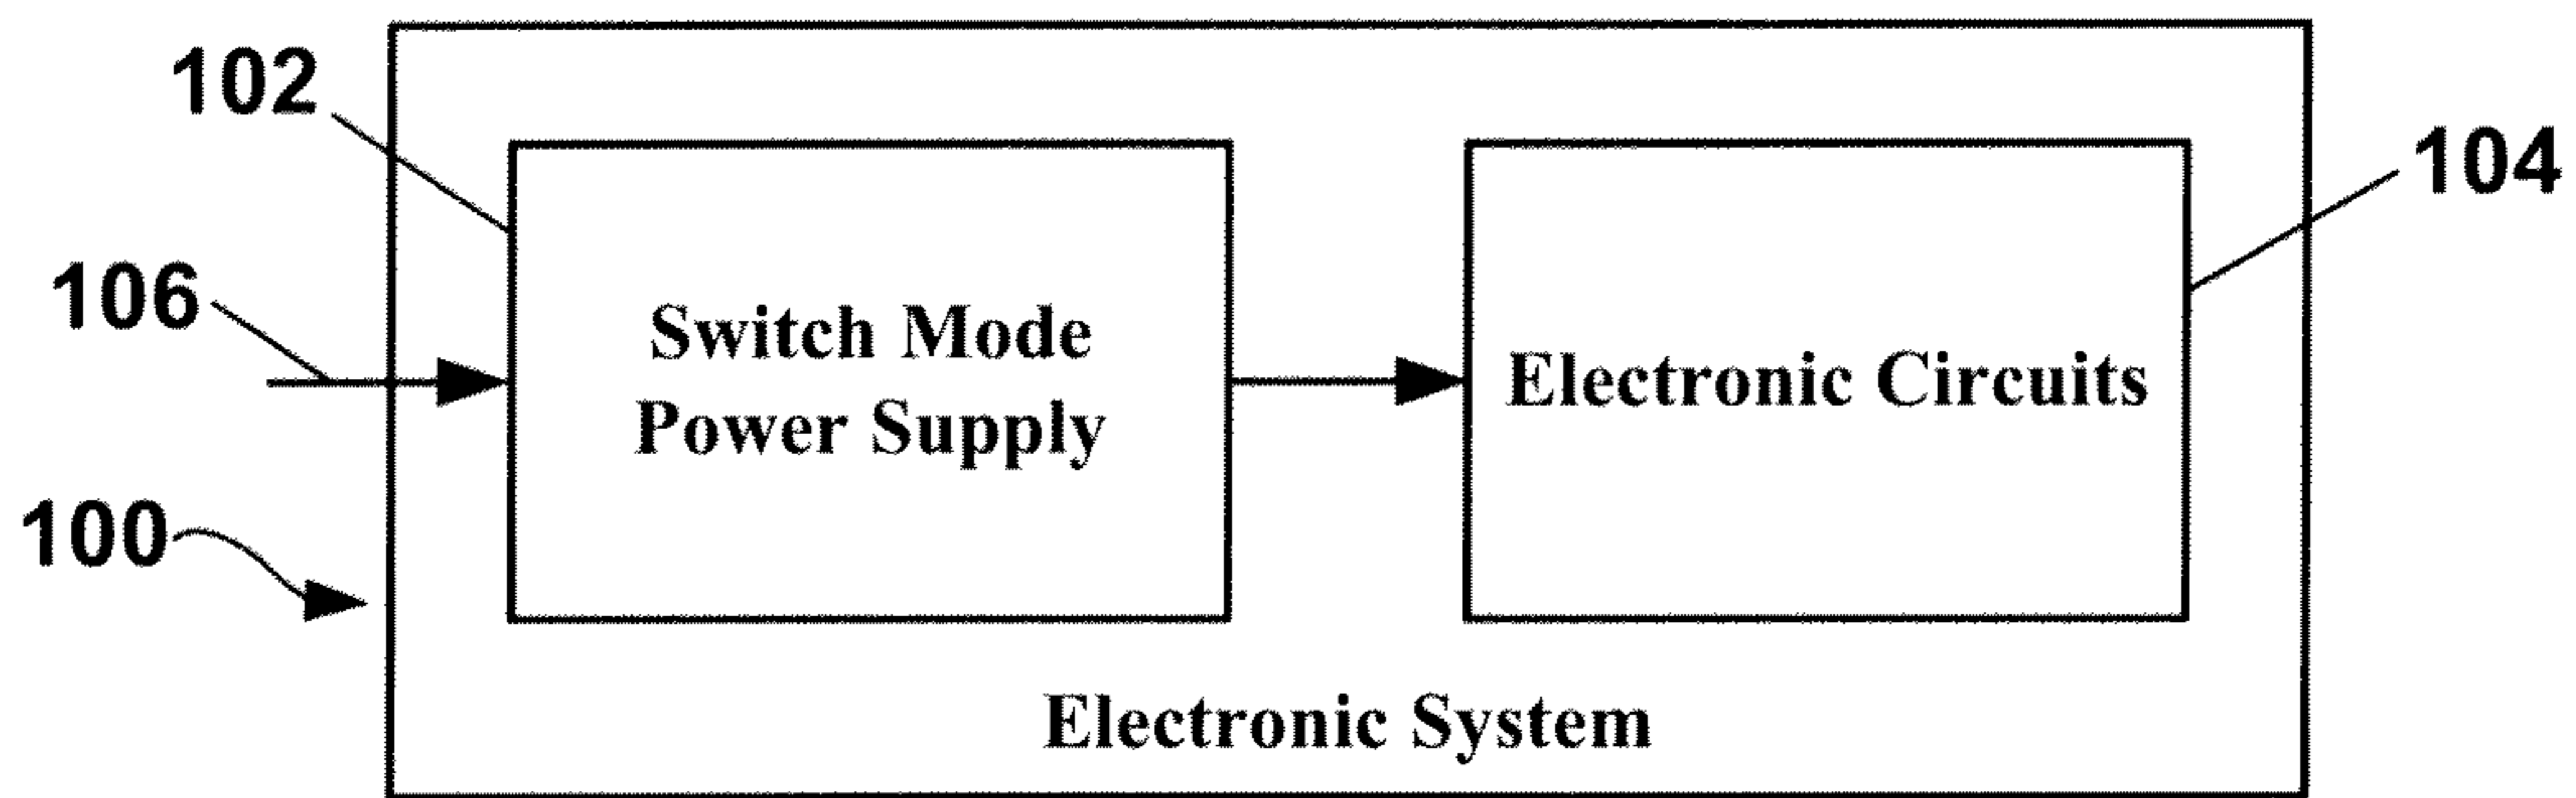 102
104
106
Switch Mode
Power Supply
Electronic Circuits
100
Electronic System